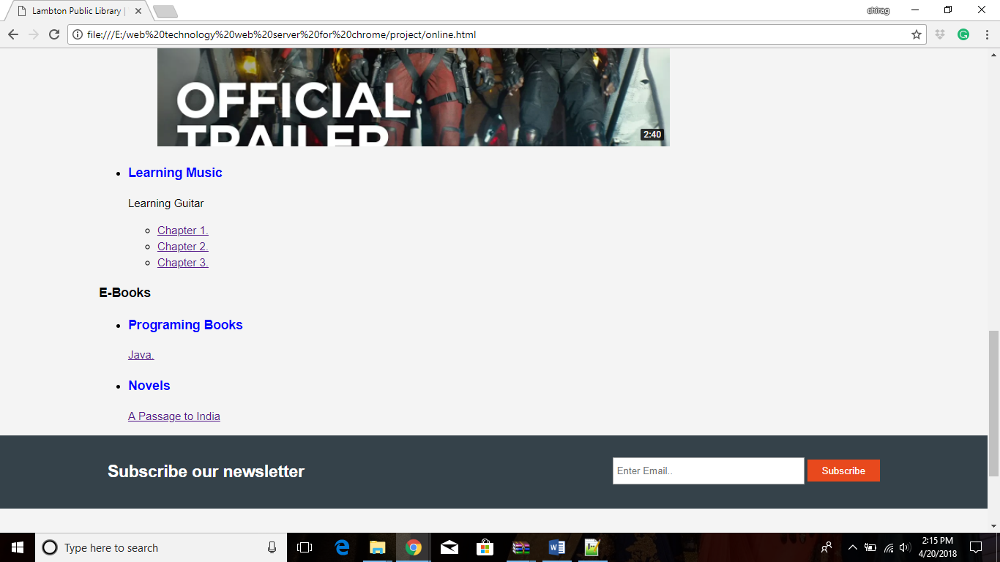 Lambton Public Library |
chirag
file:///E:/web%20technology%20web%20server%20for%20chrome/project/online.html
OFFICIAL
TRAILER
2:40
Learning Music
Learning Guitar
Chapter 1.
Chapter 2.
Chapter 3.
E-Books
Programing Books
Java.
Novels
A Passage to India
Subscribe our newsletter
Enter Email..
Subscribe
Type here to search
2:15 PM
4/20/2018